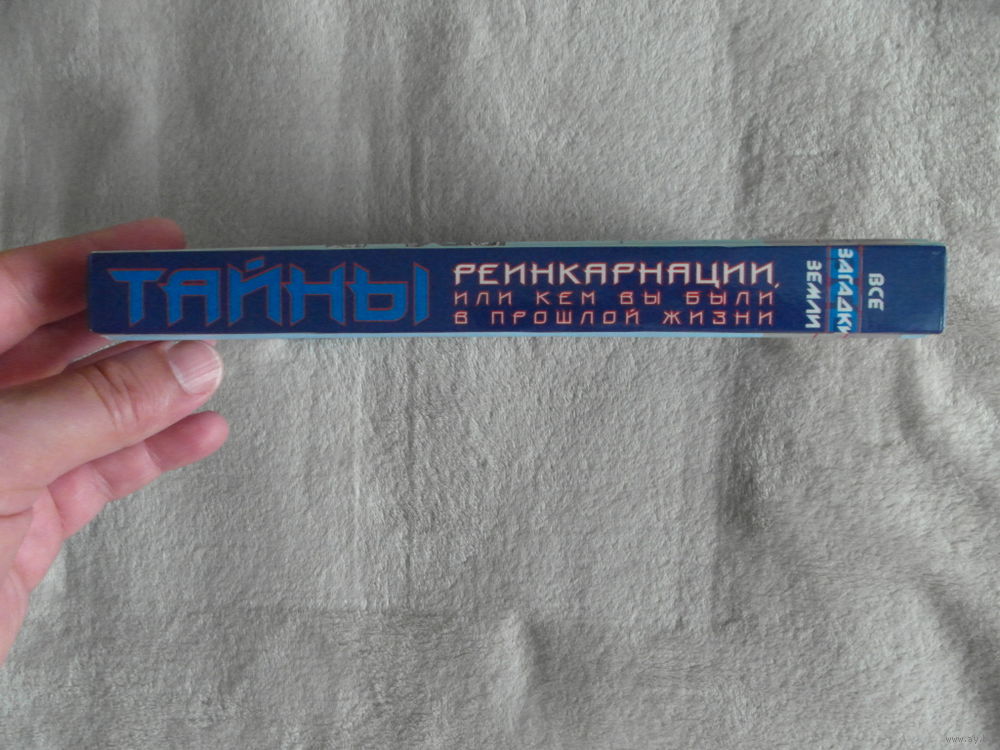 ТАЙНЫ
РЕИНКАРНАЦИИ,
ИЛИ КЕМ ВЫ БЫЛИ
В ПРОШЛОЙ ЖИЗНИ
ВСЕ
ЗАГАДКИ
ЗЕМЛИ